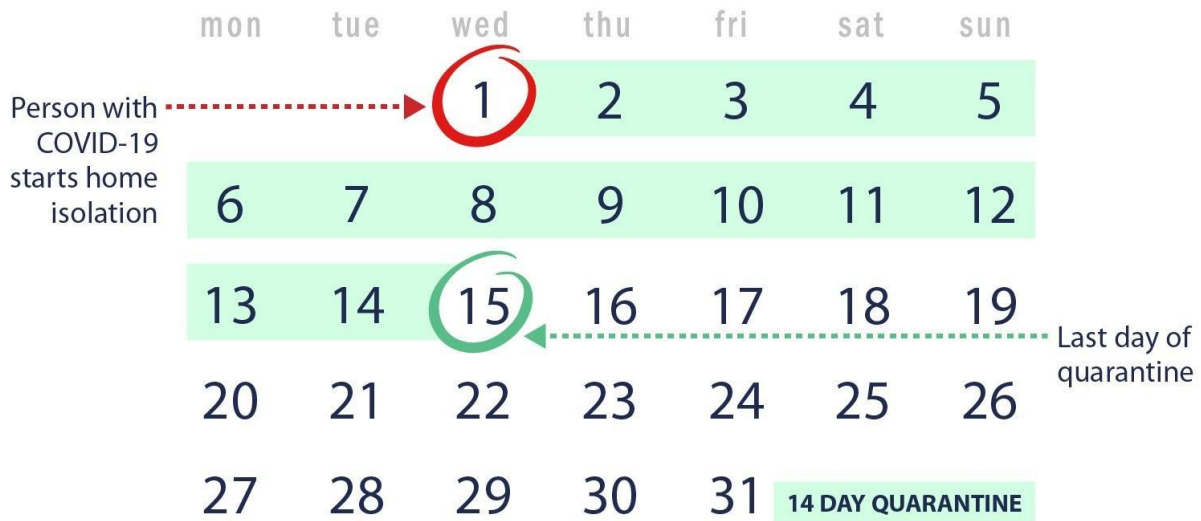 mon tue wed thu fri sat sun
1 2 3 4 5
Person with
COVID-19
starts home
isolation
6 7 8 9 10 11 12
13 14 15 16 17 18 19
Last day of
quarantine
20 21 22 23 24 25 26
27 28 29 30 31
14 DAY QUARANTINE